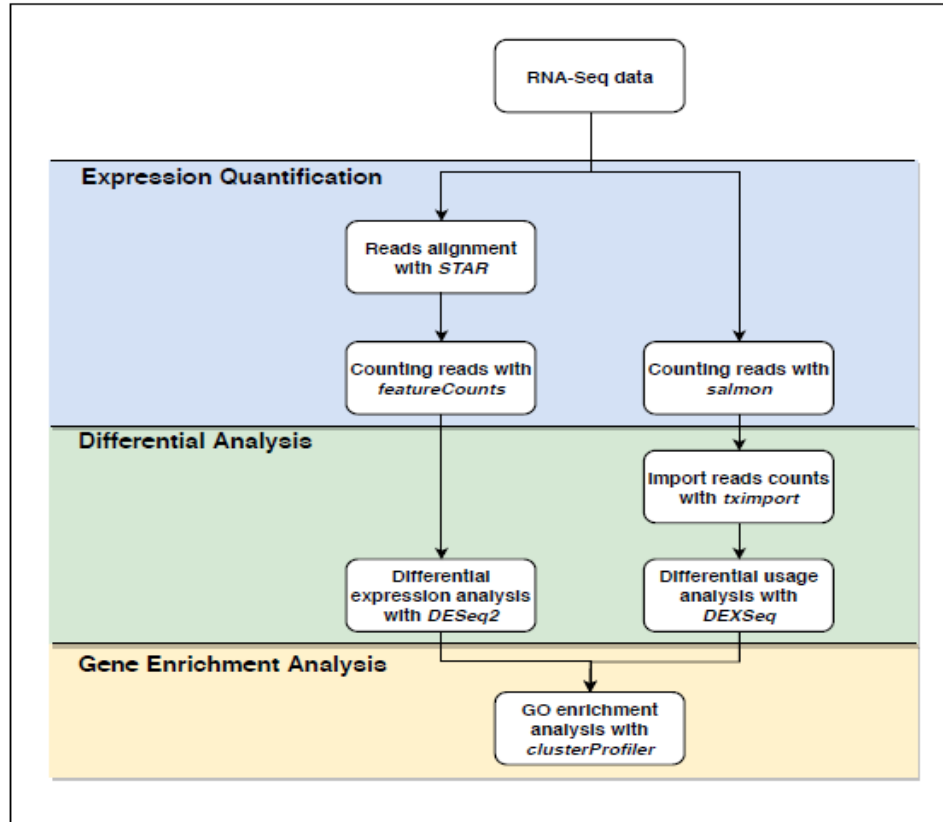 RNA-Seq data
Expression Quantification
Reads alignment
with STAR
Counting reads with
featureCounts
Counting reads with
salmon
Differential Analysis
Import reads counts
with tximport
Differential
expression analysis
with DESeq2
Differential usage
analysis with
DEXSeq
Gene Enrichment Analysis
GO enrichment
analysis with
clusterProfiler